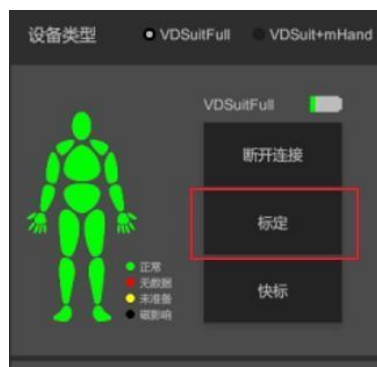 设备类型 VDSuitFull VDSuit+mHand
VDSuitFull
断开连接
标定
正常
无数据
未准备
磁影响
快标